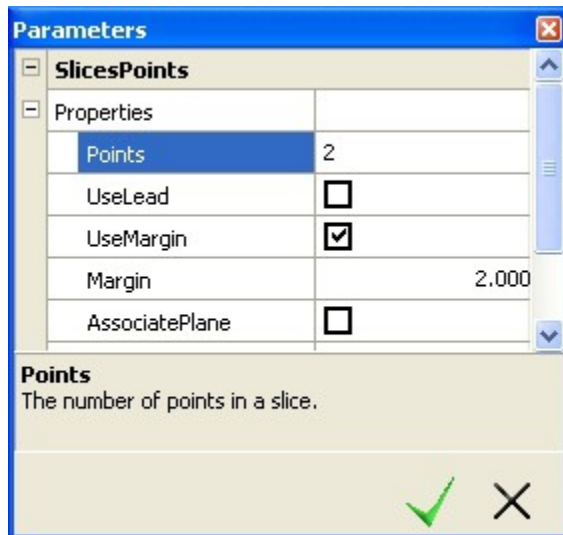 Parameters
SlicesPoints
Properties
Points 2
UseLead
UseMargin
Margin 2.000
AssociatePlane
Points
The number of points in a slice.